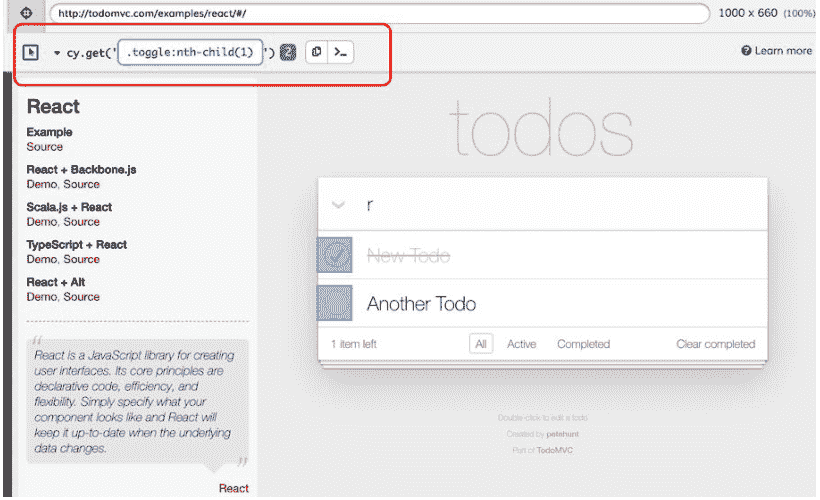 http://todomvc.com/examples/react/#/
1000 x 660 (100%)
cy.get('.toggle:nth-child(1)') 2 >_
Learn more
React
Example
Source
React + Backbone.js
Demo, Source
Scala.js + React
Demo, Source
TypeScript + React
Demo, Source
React + Alt
Demo, Source
“
React is a JavaScript library for creating
user interfaces. Its core principles are
declarative code, efficiency, and
flexibility. Simply specify what your
component looks like and React will
keep it up-to-date when the underlying
data changes.
”
React
todos
r
New Todo
Another Todo
1 item left
All
Active
Completed
Clear completed
Double-click to edit a todo
Created by petehunt
Part of TodoMVC